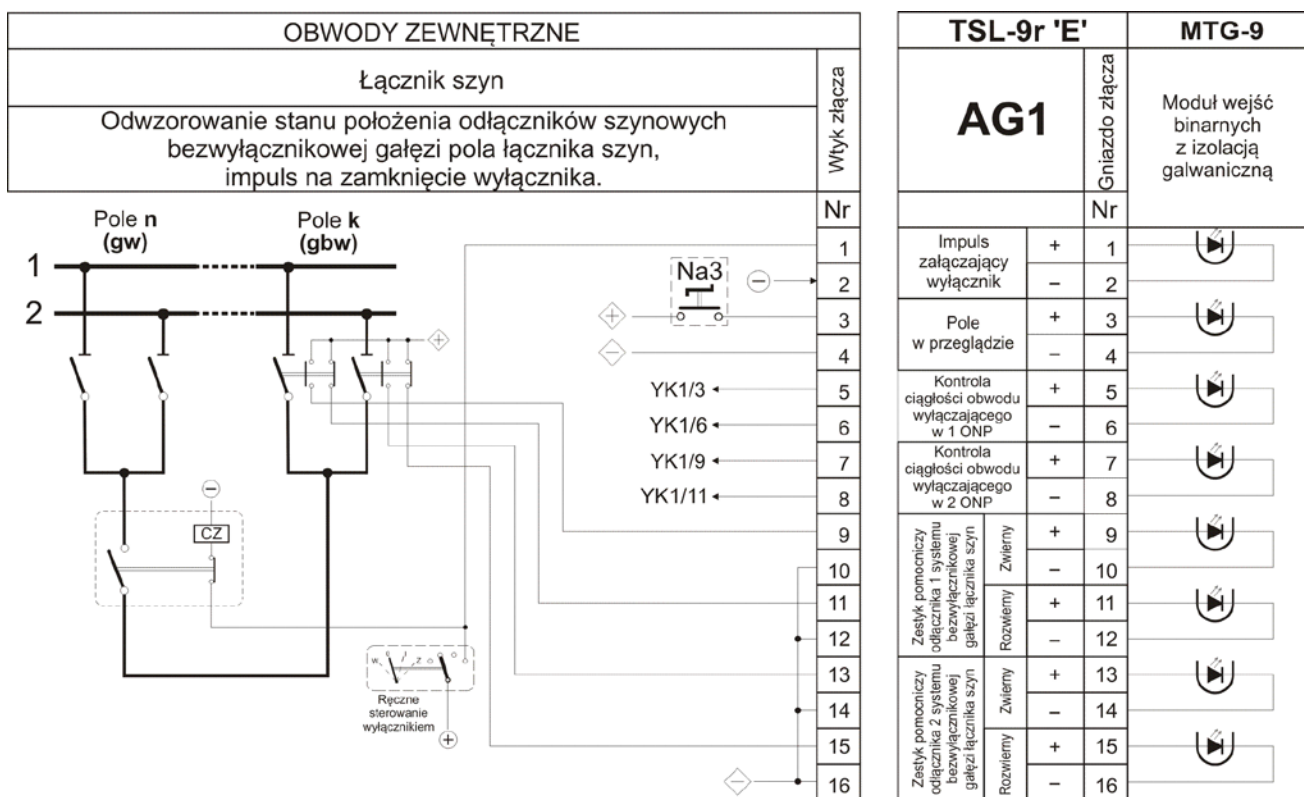 OBWODY ZEWNĘTRZNE
Łącznik szyn
Odwzorowanie stanu położenia odłączników szynowych
bezwyłącznikowej gałęzi pola łącznika szyn,
impuls na zamknięcie wyłącznika.
Wtyk złącza
Nr
Pole n
(gw)
Pole k
(gbw)
1
2
Na3
YK1/3
YK1/6
YK1/9
YK1/11
CZ
w
z
Ręczne
sterowanie
wyłącznikiem
1
2
3
4
5
6
7
8
9
10
11
12
13
14
15
16
TSL-9r 'E'
MTG-9
AG1
Gniazdo złącza
Moduł wejść
binarnych
z izolacją
galwaniczną
Nr
Impuls
załączający
wyłącznik
+ 1
– 2
Pole
w przeglądzie
+ 3
– 4
Kontrola
ciągłości obwodu
wyłączającego
w 1 ONP
+ 5
– 6
Kontrola
ciągłości obwodu
wyłączającego
w 2 ONP
+ 7
– 8
Zestyk pomocniczy
odłącznika 1 systemu
bezwyłącznikowej
gałęzi łącznika szyn
Zwierny
+ 9
– 10
Rozwierny
+ 11
– 12
Zestyk pomocniczy
odłącznika 2 systemu
bezwyłącznikowej
gałęzi łącznika szyn
Zwierny
+ 13
– 14
Rozwierny
+ 15
– 16